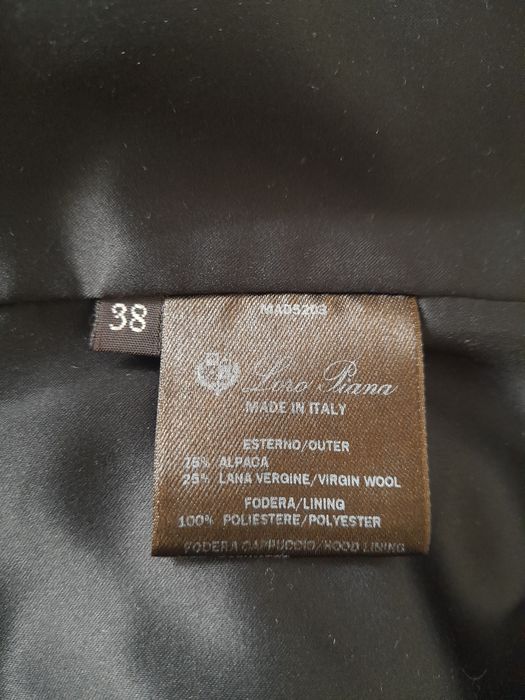 38
MAD5203
Loro Piana
MADE IN ITALY
ESTERNO/OUTER
75% ALPACA
25% LANA VERGINE/VIRGIN WOOL
FODERA/LINING
100% POLIESTERE/POLYESTER
FODERA CAPPUCCIO/HOOD LINING